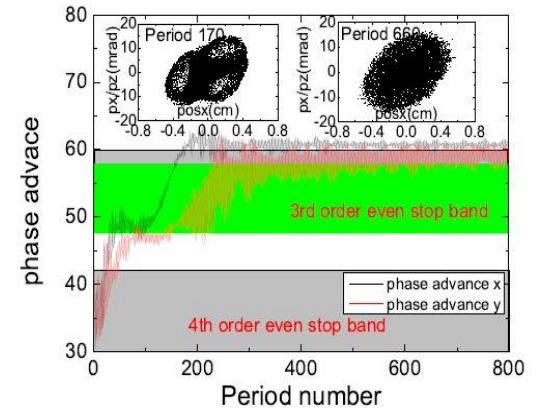 80
70
60
50
40
30
phase advace
20
10
0
-10
-20
px/pz(mrad)
Period 170
posx(cm)
-0.8 -0.4 0.0 0.4 0.8
20
10
0
-10
-20
px/pz(mrad)
Period 660
posx(cm)
-0.8 -0.4 0.0 0.4 0.8
3rd order even stop band
phase advance x
phase advance y
4th order even stop band
0 200 400 600 800
Period number